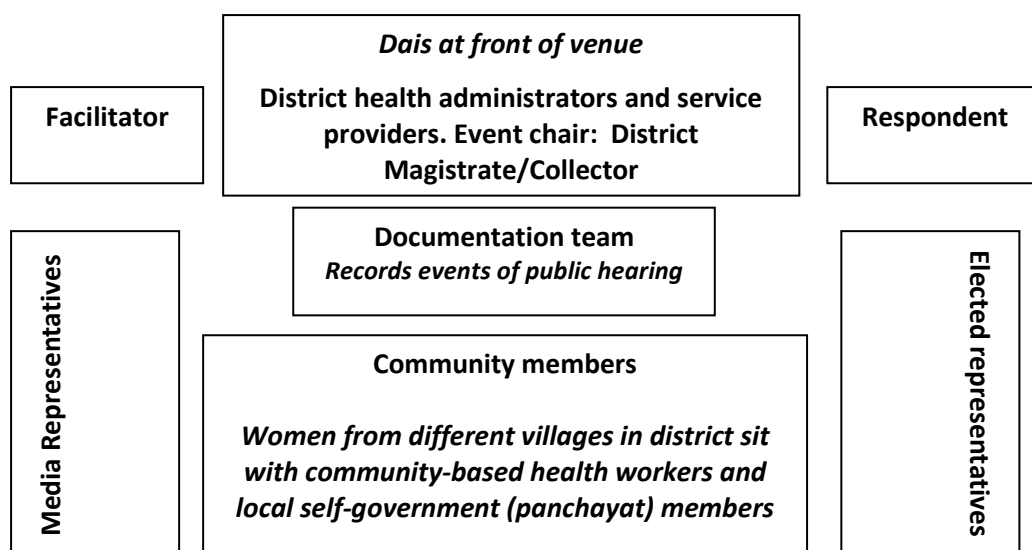 Dais at front of venue
District health administrators and service
providers. Event chair:  District
Magistrate/Collector
Facilitator
Respondent
Documentation team
Records events of public hearing
Media Representatives
Elected representatives
Community members
Women from different villages in district sit
with community-based health workers and
local self-government (panchayat) members